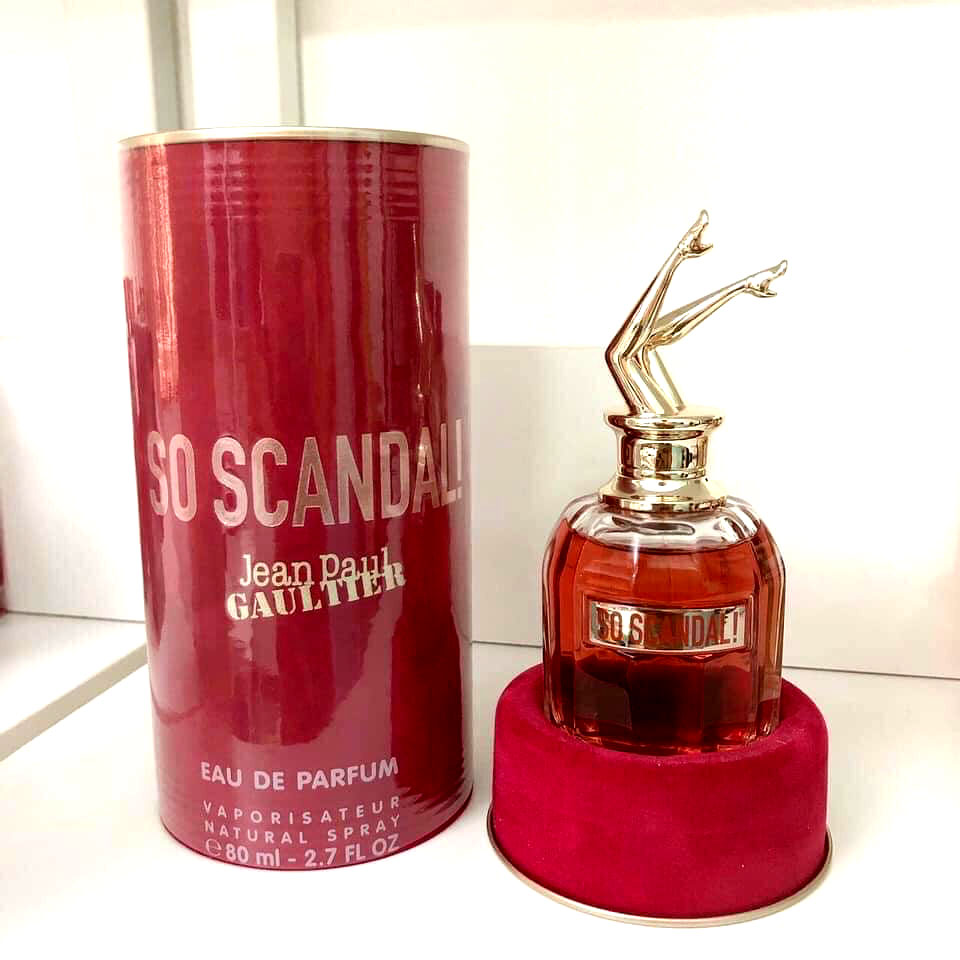 SO SCANDAL!
Jean Paul
GAULTIER
EAU DE PARFUM
VAPORISATEUR
NATURAL SPRAY
℮ 80 ml - 2.7 FL OZ
SO SCANDAL!